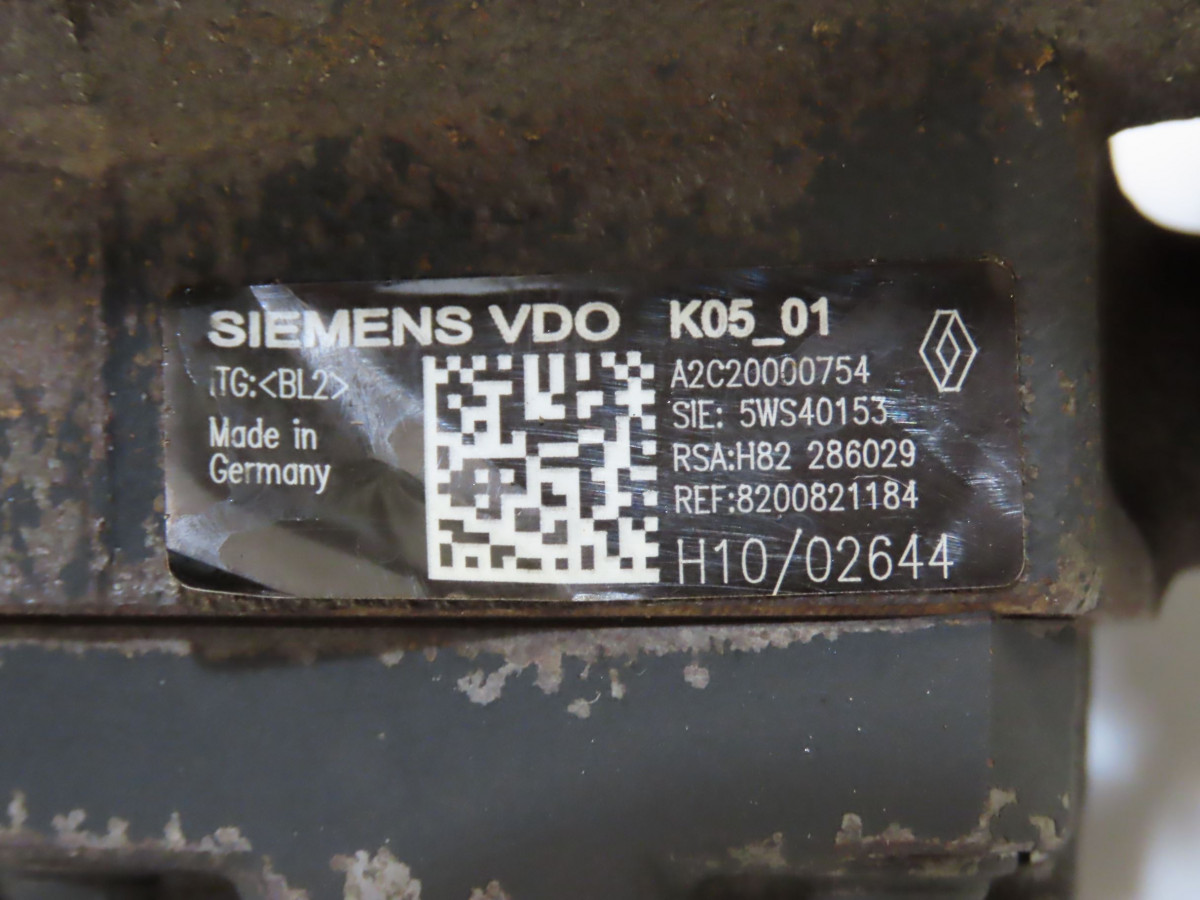 SIEMENS VDO
K05_01
TG:<BL2>
Made in
Germany
A2C20000754
SIE: 5WS40153
RSA:H82 286029
REF:8200821184
H10/02644